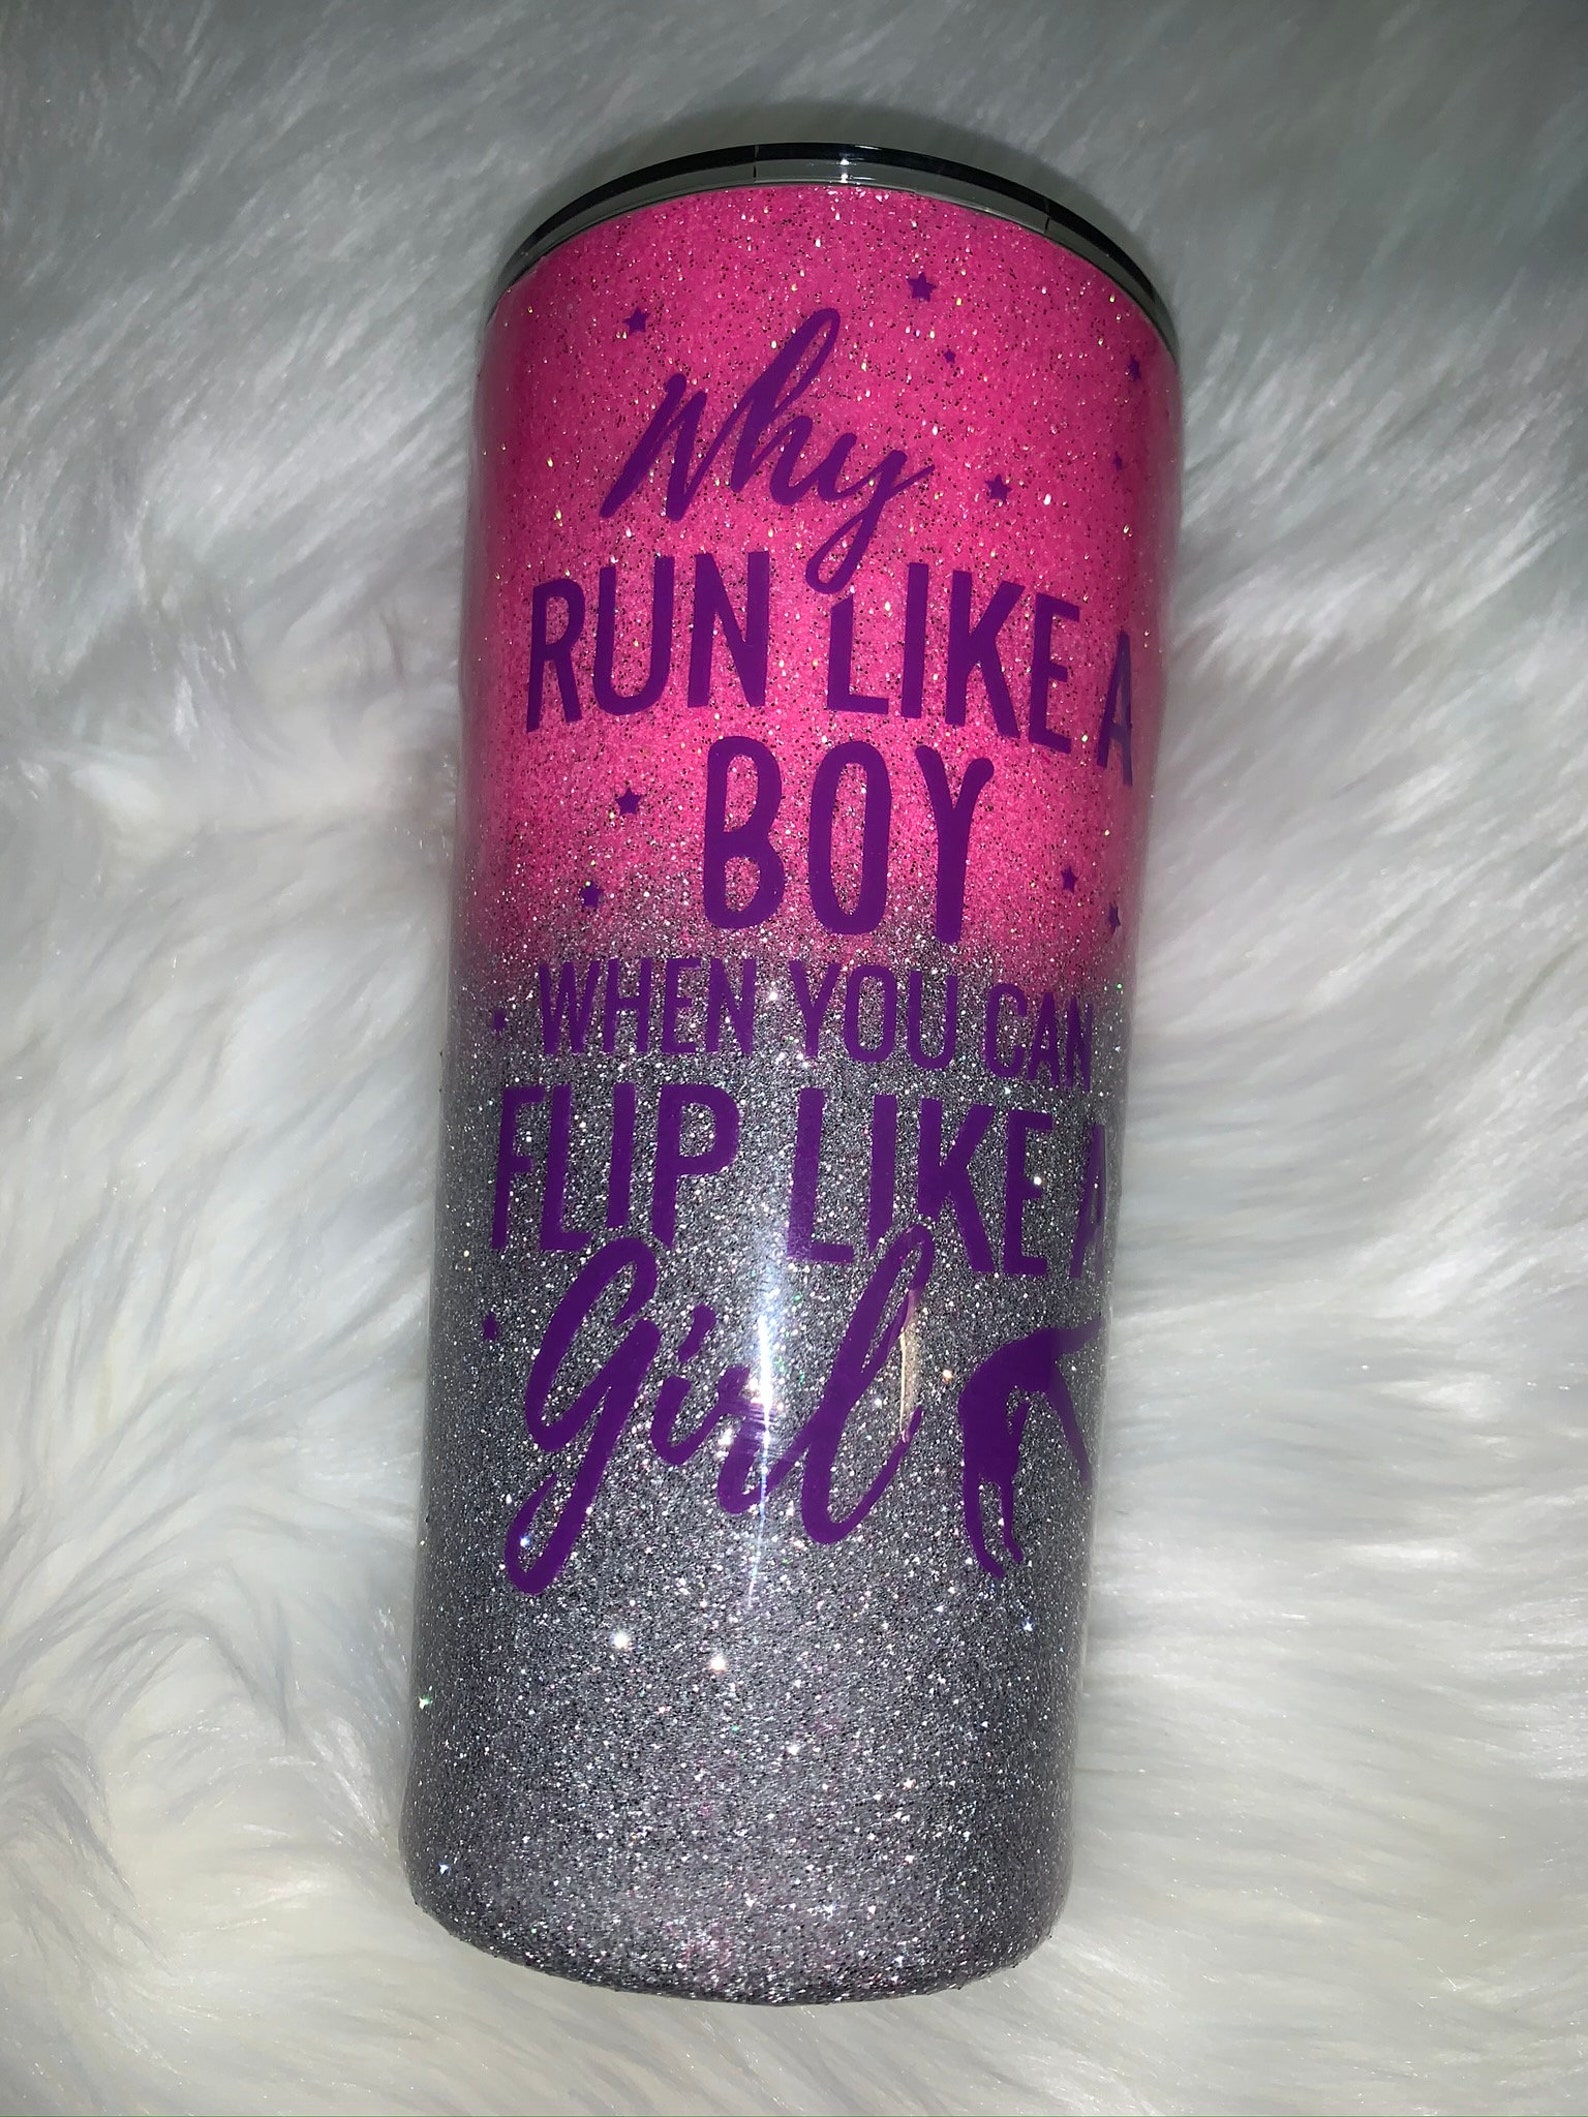 Why
RUN LIKE A
BOY
WHEN YOU CAN
FLIP LIKE A
Girl